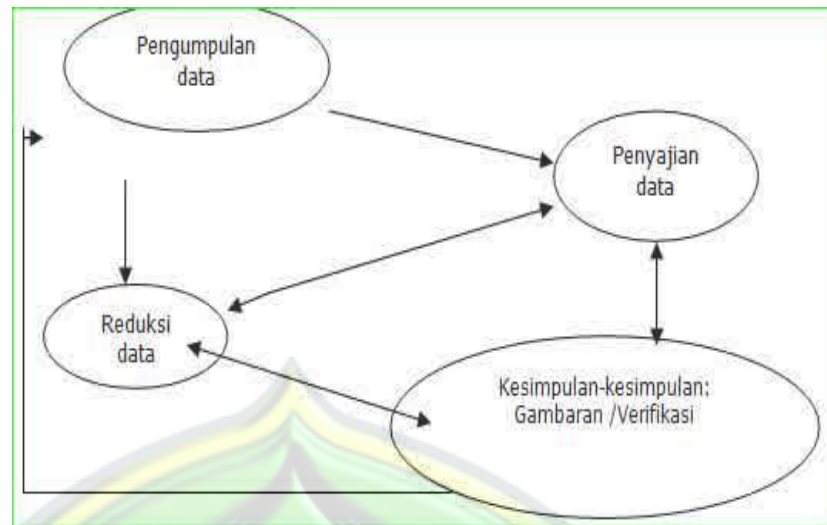 Pengumpulan
data
Penyajian
data
Reduksi
data
Kesimpulan-kesimpulan:
Gambaran /Verifikasi